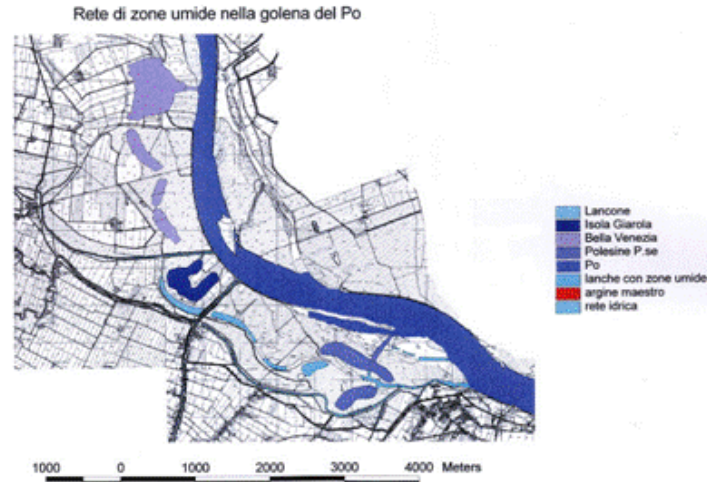 Rete di zone umide nella golena del Po
Lancone
Isola Giarola
Bella Venezia
Polesine P.se
Po
lanche con zone umide
argine maestro
rete idrica
1000 0 1000 2000 3000 4000 Meters